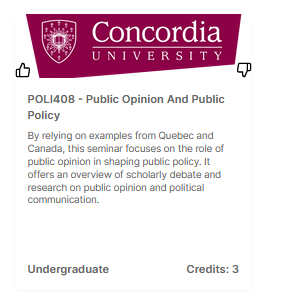 Concordia
UNIVERSITY
POLI408 - Public Opinion And Public
Policy
By relying on examples from Quebec and
Canada, this seminar focuses on the role of
public opinion in shaping public policy. It
offers an overview of scholarly debate and
research on public opinion and political
communication.
Undergraduate
Credits: 3